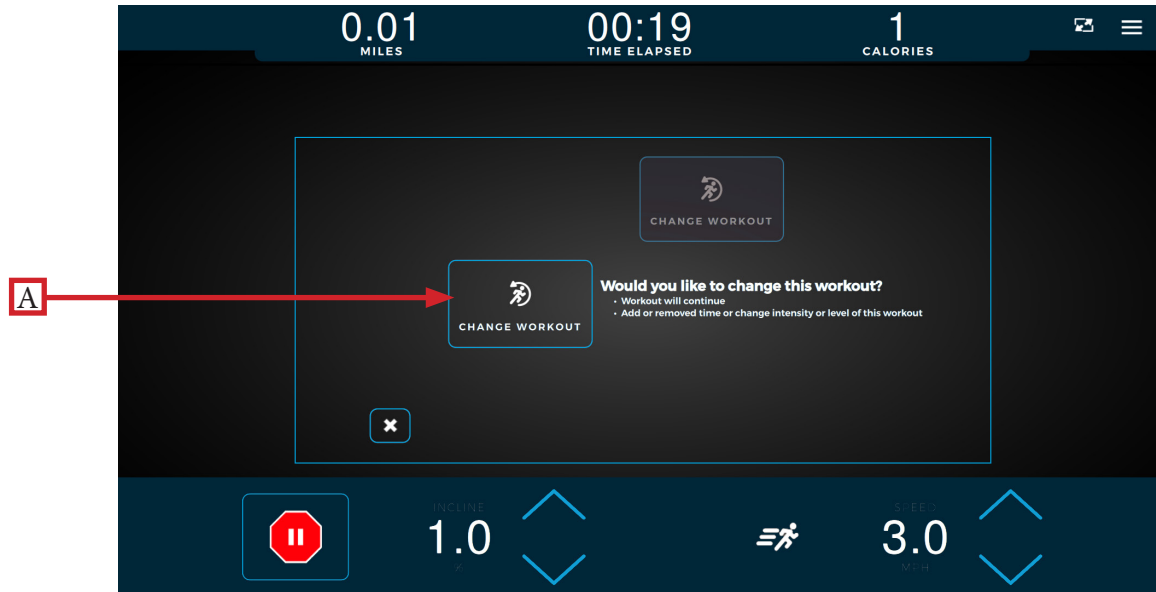 0.01
MILES
00:19
TIME ELAPSED
1
CALORIES
CHANGE WORKOUT
A
CHANGE WORKOUT
Would you like to change this workout?
• Workout will continue
• Add or removed time or change intensity or level of this workout
INCLINE
1.0
%
SPEED
3.0
MPH